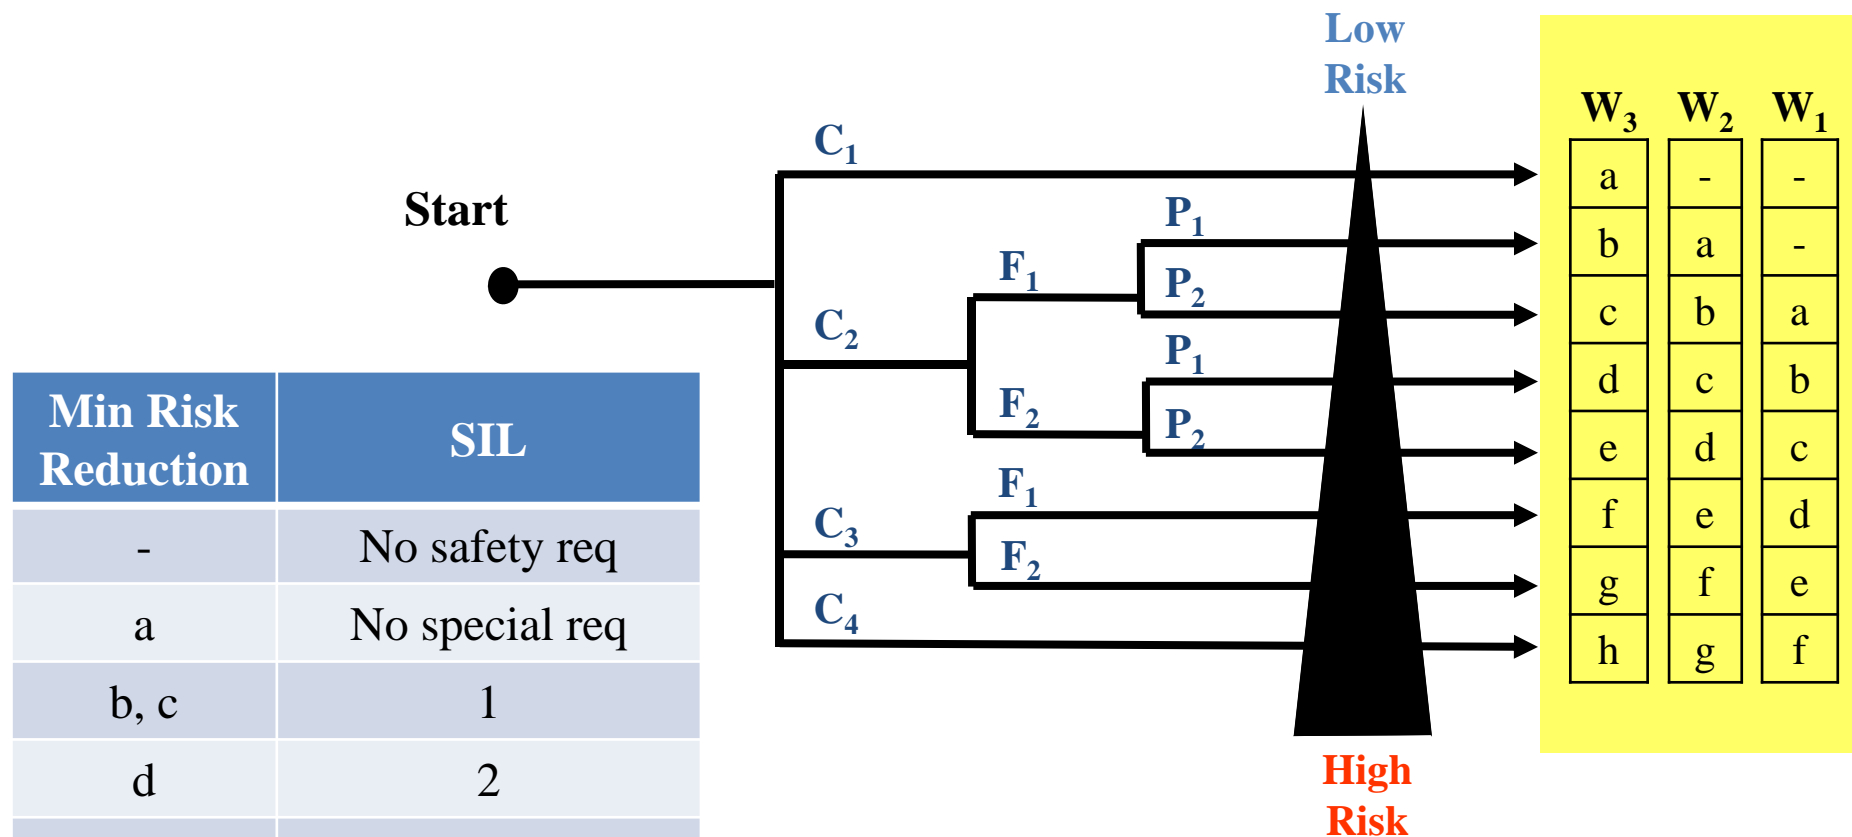 Low
Risk
W3 W2 W1
C1
a - -
Start
P1
b a -
F1
P2
c b a
C2
P1
d c b
F2
P2
e d c
F1
f e d
C3
F2
g f e
C4
h g f
High
Risk
Min Risk
Reduction
SIL
- No safety req
a No special req
b, c 1
d 2